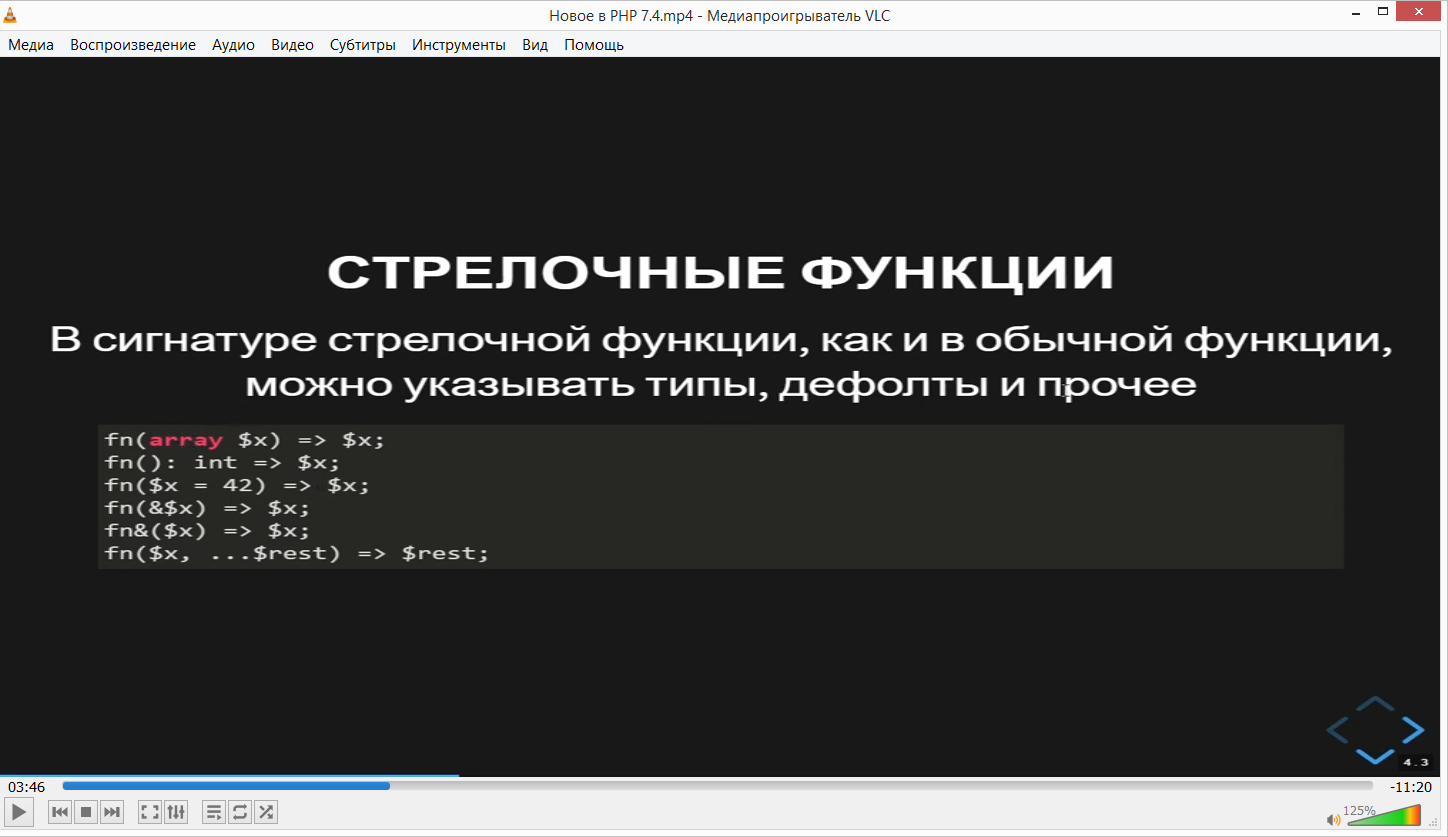 Новое в PHP 7.4.mp4 - Медиапроигрыватель VLC
Медиа Воспроизведение Аудио Видео Субтитры Инструменты Вид Помощь
СТРЕЛОЧНЫЕ ФУНКЦИИ
В сигнатуре стрелочной функции, как и в обычной функции,
можно указывать типы, дефолты и прочее
fn(array $x) => $x;
fn(): int => $x;
fn($x = 42) => $x;
fn(&$x) => $x;
fn&($x) => $x;
fn($x, ...$rest) => $rest;
4.3
03:46 -11:20
125%